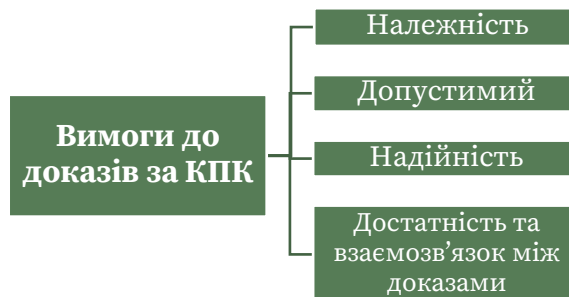 Вимоги до
доказів за КПК
Належність
Допустимий
Надійність
Достатність та
взаємозв’язок між
доказами